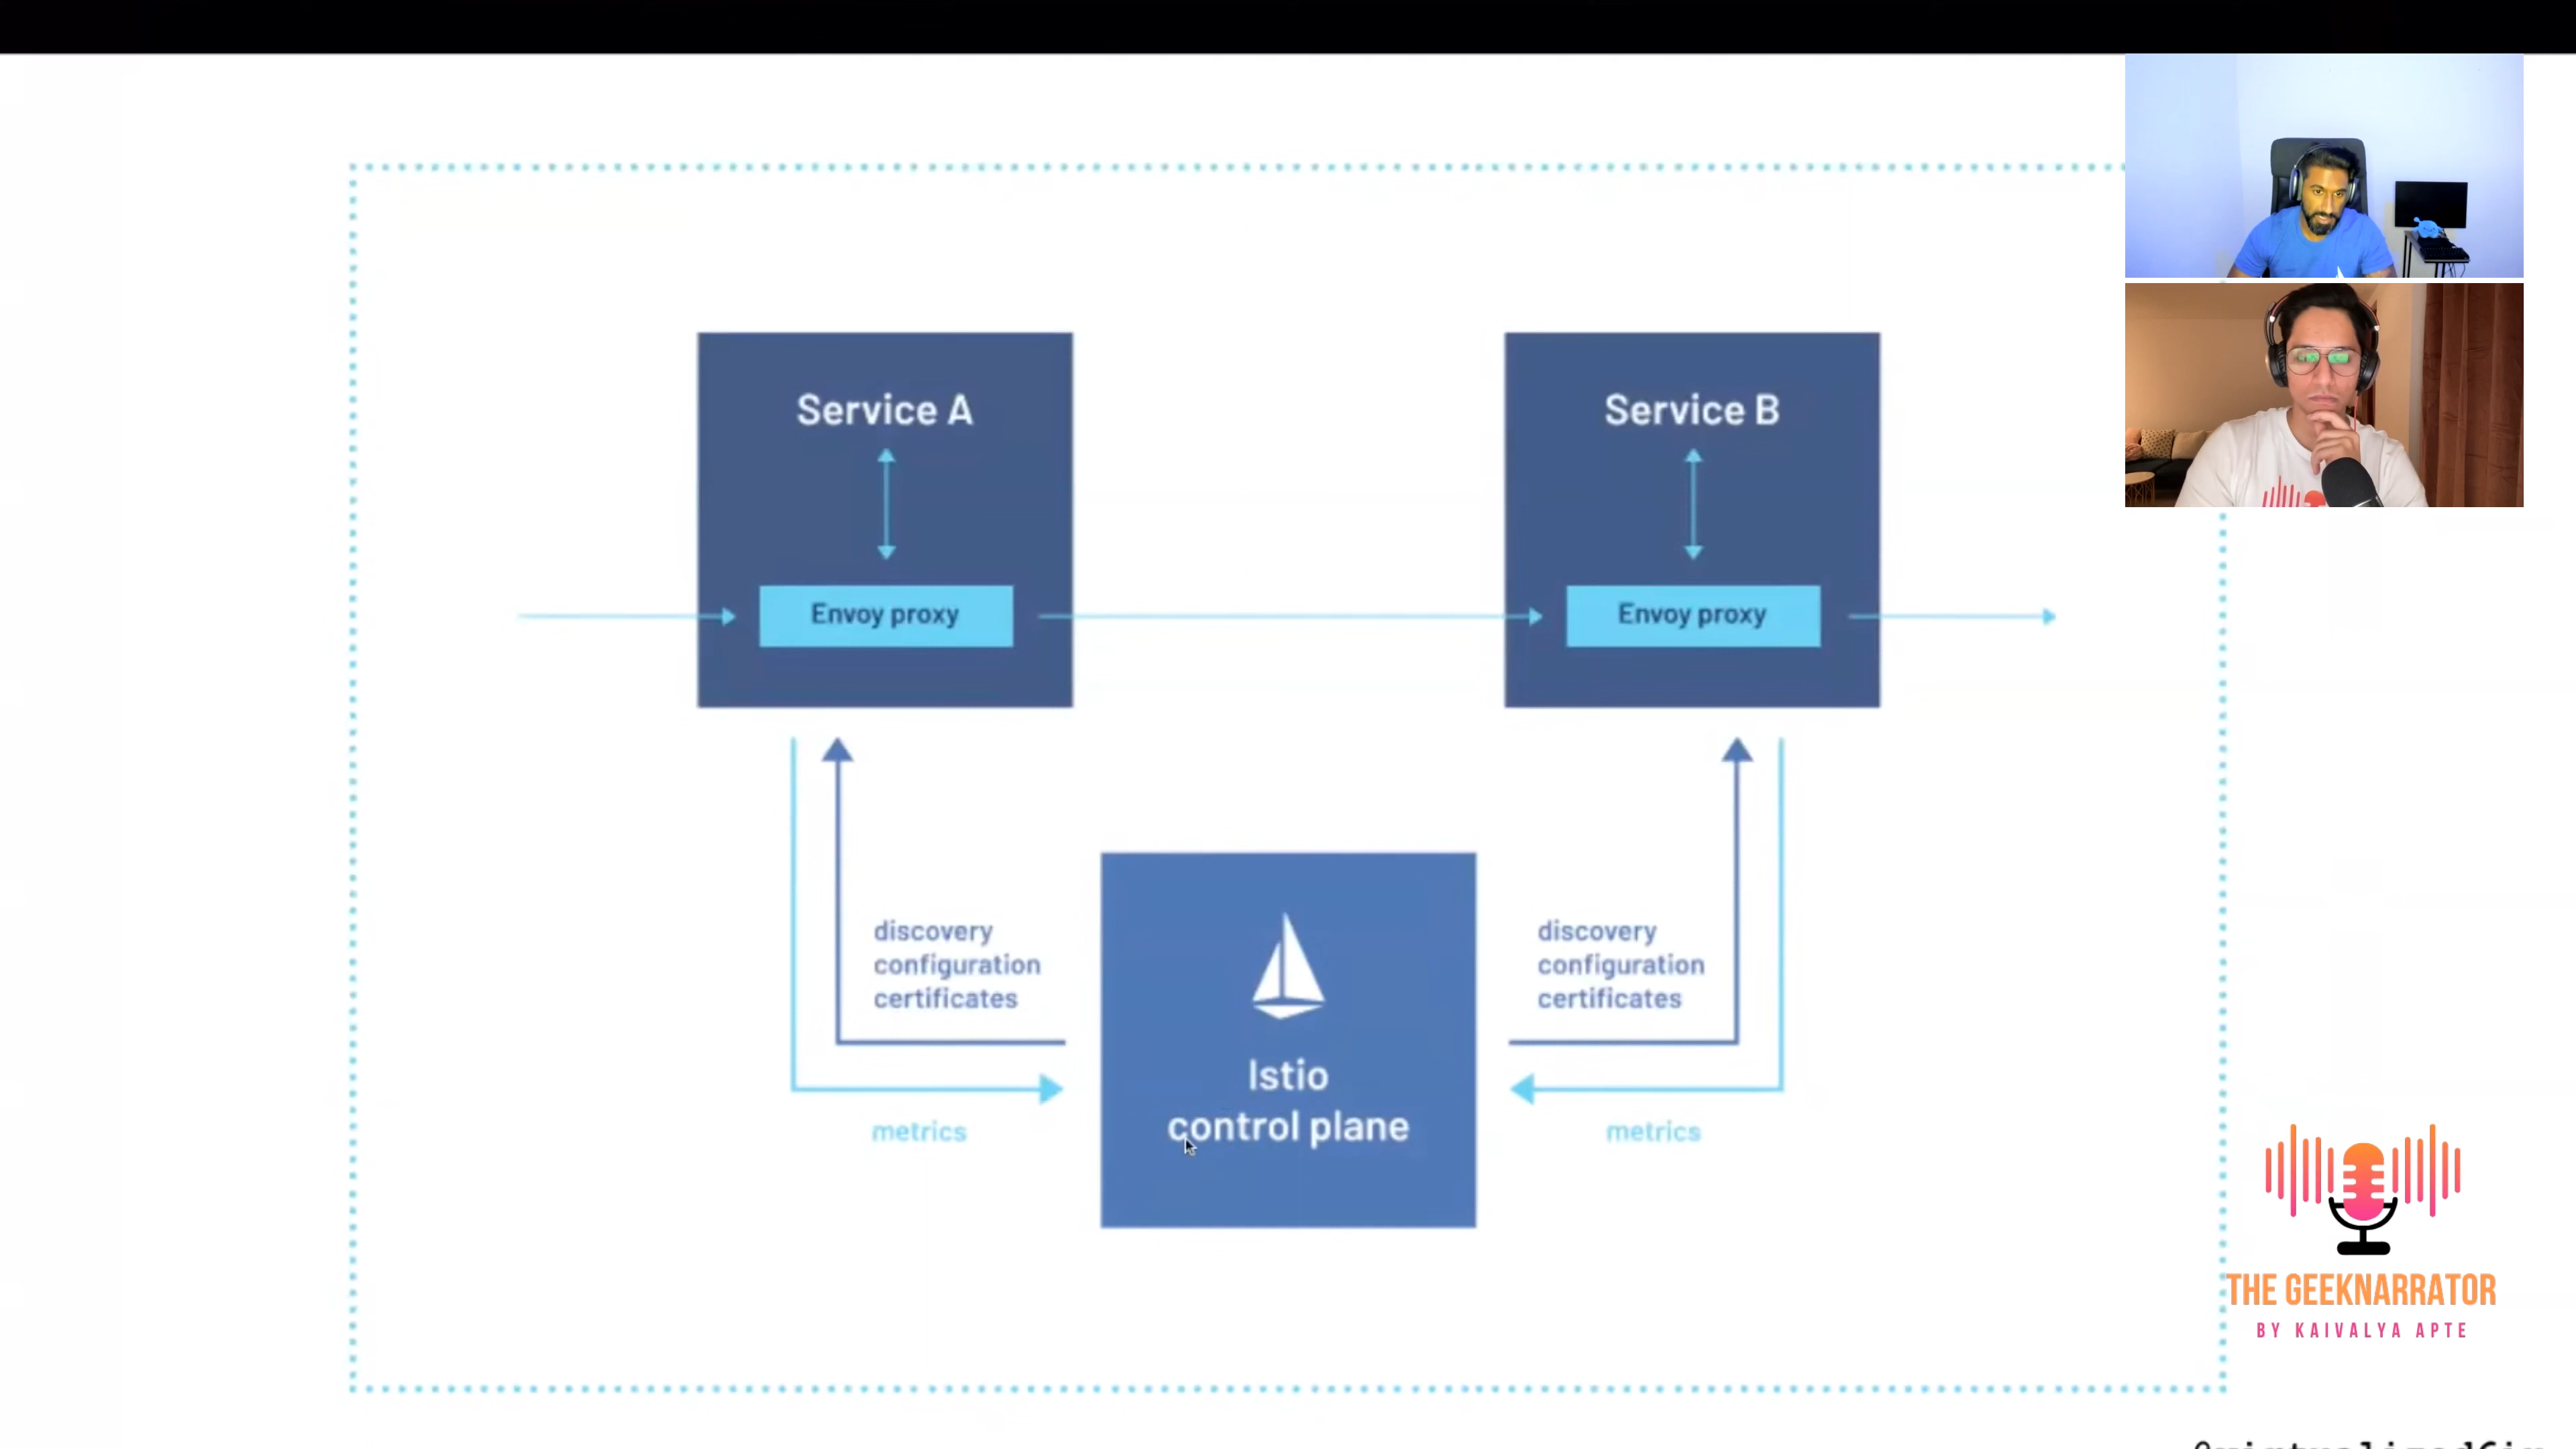 Service A
Service B
Envoy proxy
Envoy proxy
discovery
configuration
certificates
discovery
configuration
certificates
Istio
control plane
metrics
metrics
THE GEEKNARRATOR
BY KAIVALYA APTE